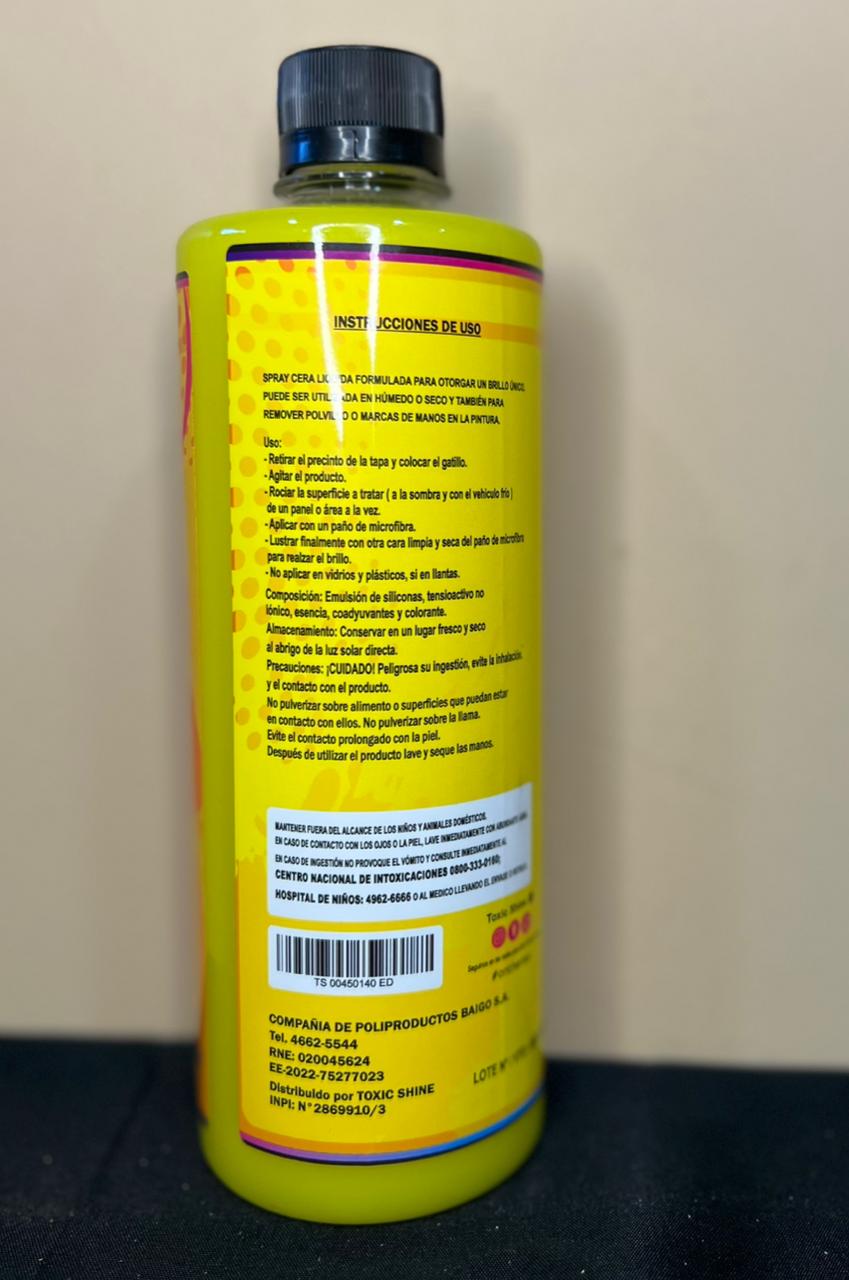 INSTRUCCIONES DE USO
SPRAY CERA LIQUIDA FORMULADA PARA OTORGAR UN BRILLO ÚNICO.
PUEDE SER UTILIZADA EN HÚMEDO O SECO Y TAMBIÉN PARA
REMOVER POLVILLO O MARCAS DE MANOS EN LA PINTURA.
Uso:
- Retirar el precinto de la tapa y colocar el gatillo.
- Agitar el producto.
- Rociar la superficie a tratar ( a la sombra y con el vehiculo frío )
de un panel o área a la vez.
- Aplicar con un paño de microfibra.
- Lustrar finalmente con otra cara limpia y seca del paño de microfibra
para realzar el brillo.
- No aplicar en vidrios y plásticos, si en llantas.
Composición: Emulsión de siliconas, tensioactivo no
Iónico, esencia, coadyuvantes y colorante.
Almacenamiento: Conservar en un lugar fresco y seco
al abrigo de la luz solar directa.
Precauciones: ¡CUIDADO! Peligrosa su ingestión, evite la inhalación,
y el contacto con el producto.
No pulverizar sobre alimento o superficies que puedan estar
en contacto con ellos. No pulverizar sobre la llama.
Evite el contacto prolongado con la piel.
Después de utilizar el producto lave y seque las manos.
MANTENER FUERA DEL ALCANCE DE LOS NIÑOS Y ANIMALES DOMÉSTICOS.
EN CASO DE CONTACTO CON LOS OJOS O LA PIEL, LAVE INMEDIATAMENTE CON ABUNDANTE AGUA.
EN CASO DE INGESTIÓN NO PROVOQUE EL VÓMITO Y CONSULTE INMEDIATAMENTE AL
CENTRO NACIONAL DE INTOXICACIONES 0800-333-0160;
HOSPITAL DE NIÑOS: 4962-6666 O AL MEDICO LLEVANDO EL ENVASE O
Toxic Shine
TS 00450140 ED
COMPAÑIA DE POLIPRODUCTOS BAIGO S.A.
Tel. 4662-5544
RNE: 020045624
EE-2022-75277023
LOTE N°
Distribuído por TOXIC SHINE
INPI: N°2869910/3